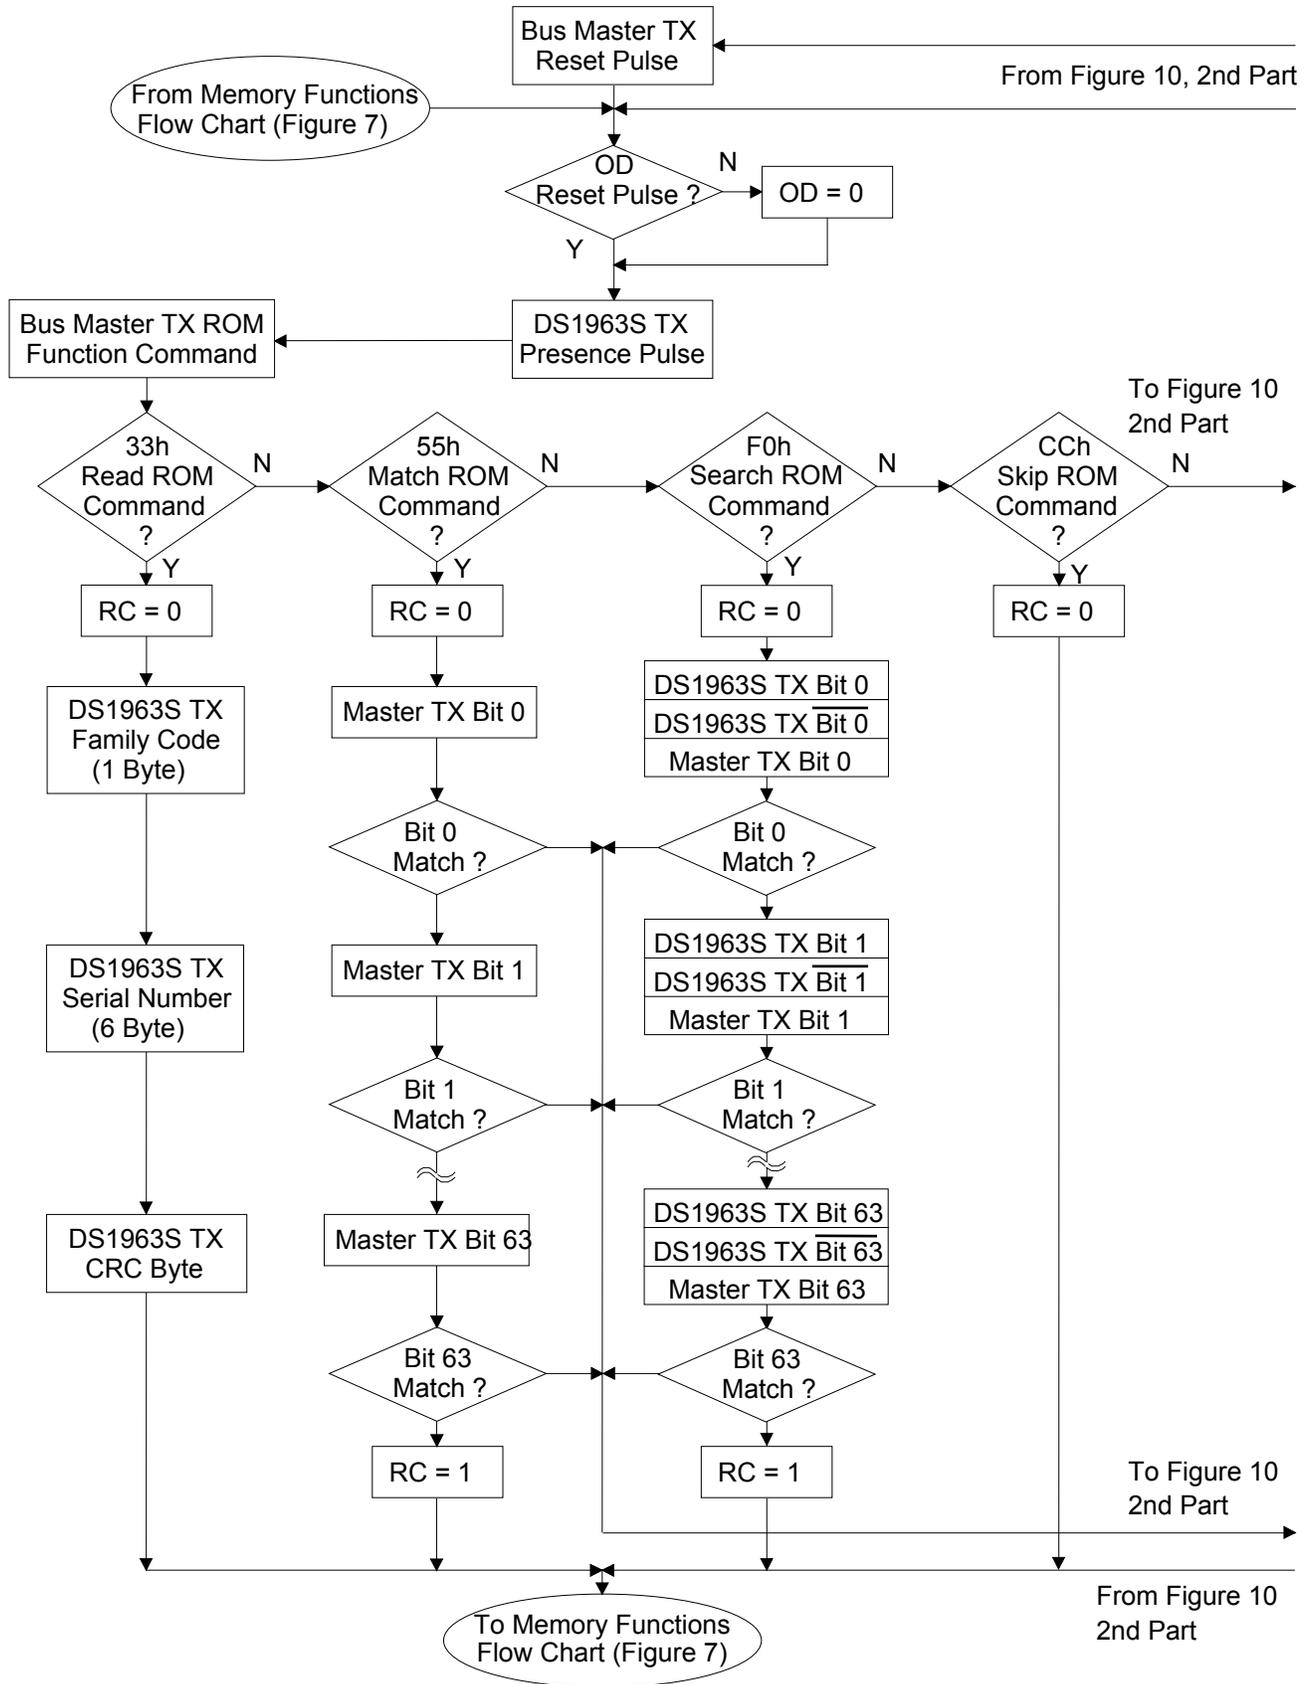 Bus Master TX
Reset Pulse
From Figure 10, 2nd Part
From Memory Functions
Flow Chart (Figure 7)
OD
Reset Pulse ?
N
OD = 0
Y
Bus Master TX ROM
Function Command
DS1963S TX
Presence Pulse
To Figure 10
2nd Part
33h
Read ROM
Command
?
N
Y
55h
Match ROM
Command
?
N
Y
F0h
Search ROM
Command
?
N
Y
CCh
Skip ROM
Command
?
N
Y
RC = 0
RC = 0
RC = 0
RC = 0
DS1963S TX
Family Code
(1 Byte)
Master TX Bit 0
DS1963S TX Bit 0
DS1963S TX B̅i̅t̅ ̅0̅
Master TX Bit 0
Bit 0
Match ?
Bit 0
Match ?
DS1963S TX
Serial Number
(6 Byte)
Master TX Bit 1
DS1963S TX Bit 1
DS1963S TX B̅i̅t̅ ̅1̅
Master TX Bit 1
Bit 1
Match ?
Bit 1
Match ?
DS1963S TX
CRC Byte
Master TX Bit 63
DS1963S TX Bit 63
DS1963S TX B̅i̅t̅ ̅6̅3̅
Master TX Bit 63
Bit 63
Match ?
Bit 63
Match ?
RC = 1
RC = 1
To Figure 10
2nd Part
From Figure 10
2nd Part
To Memory Functions
Flow Chart (Figure 7)